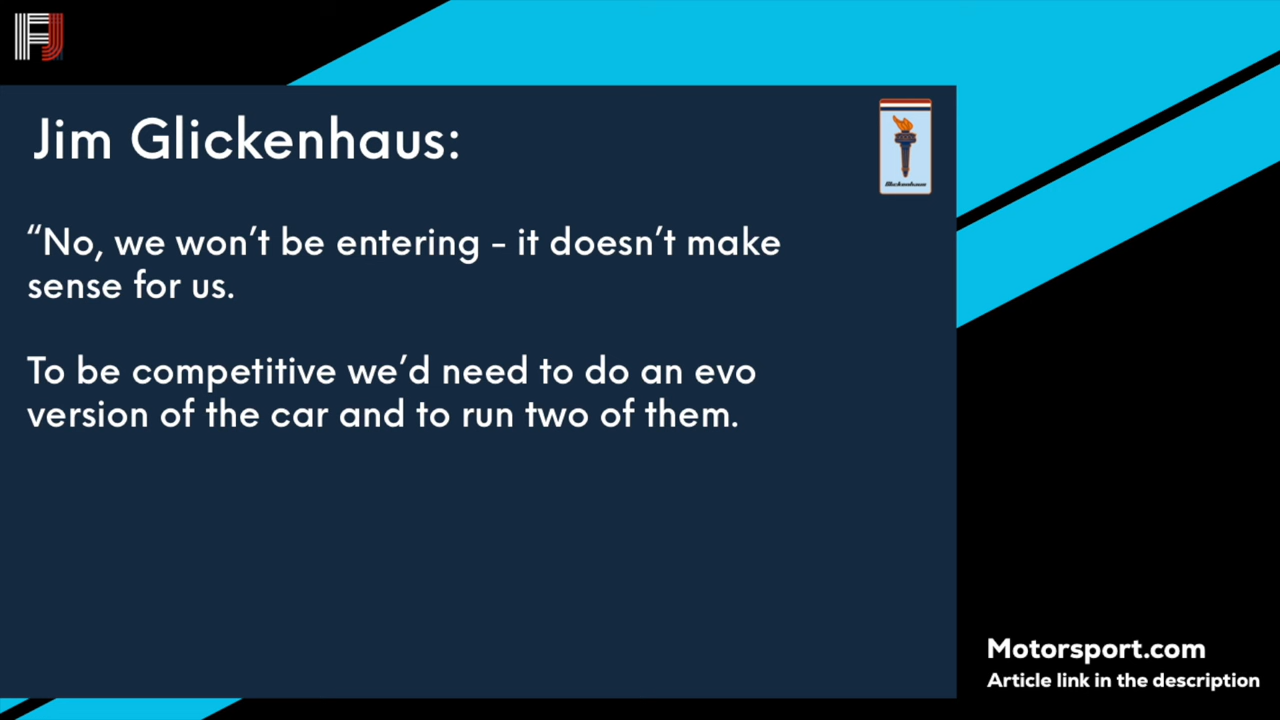 Jim Glickenhaus:
Glickenhaus
“No, we won’t be entering - it doesn’t make
sense for us.
To be competitive we’d need to do an evo
version of the car and to run two of them.
Motorsport.com
Article link in the description